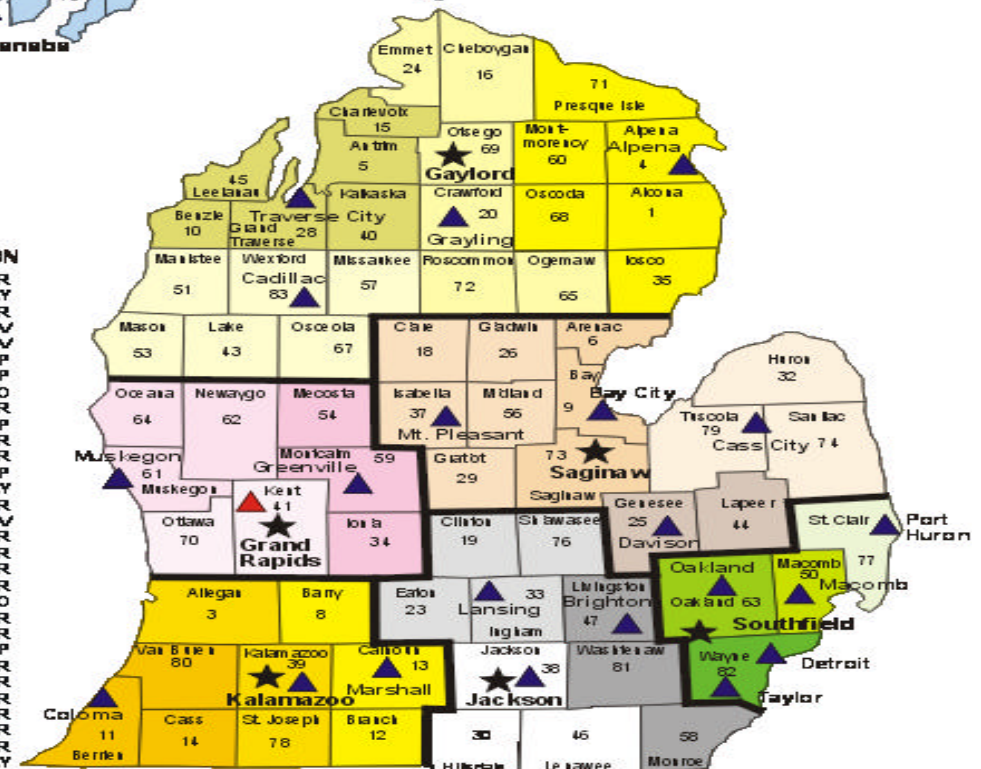 enaba
Emmet
24
Cheboygan
16
71
Presque Isle
Charlevoix
15
Antrim
5
Otsego
69
Gaylord
Mont-
morency
60
Alpena
Alpena
4
45
Leelanau
Benzie
10
Traverse City
Grand
Traverse
28
Kalkaska
40
Crawford
20
Grayling
Oscoda
68
Alcona
1
ON
Manistee
51
Wexford
Cadillac
83
Missaukee
57
Roscommon
72
Ogemaw
65
Iosco
35
R
Y
R
V
V
P
P
O
R
P
R
R
P
Y
R
V
R
R
R
R
O
R
R
P
R
R
R
R
R
Y
Mason
53
Lake
43
Osceola
67
Clare
18
Gladwin
26
Arenac
6
Huron
32
Oceana
64
Newaygo
62
Mecosta
54
Isabella
37
Mt. Pleasant
Midland
56
Bay
9
Bay City
Tuscola
79
Cass City
Sanilac
74
Muskegon
61
Muskegon
Montcalm
59
Greenville
Gratiot
29
73
Saginaw
Saginaw
Ottawa
70
Kent
41
Grand
Rapids
Ionia
34
Clinton
19
Shiawassee
76
Genesee
25
Davison
Lapeer
44
St. Clair
77
Port
Huron
Allegan
3
Barry
8
Eaton
23
33
Lansing
Ingham
Livingston
Brighton
47
Oakland
Oakland 63
Macomb
50
Macomb
Southfield
Van Buren
80
Kalamazoo
39
Kalamazoo
Calhoun
13
Marshall
Jackson
38
Jackson
Washtenaw
81
Wayne
82
Detroit
Taylor
Coloma
11
Berrien
Cass
14
St. Joseph
78
Branch
12
30
Hillsdale
46
Lenawee
58
Monroe